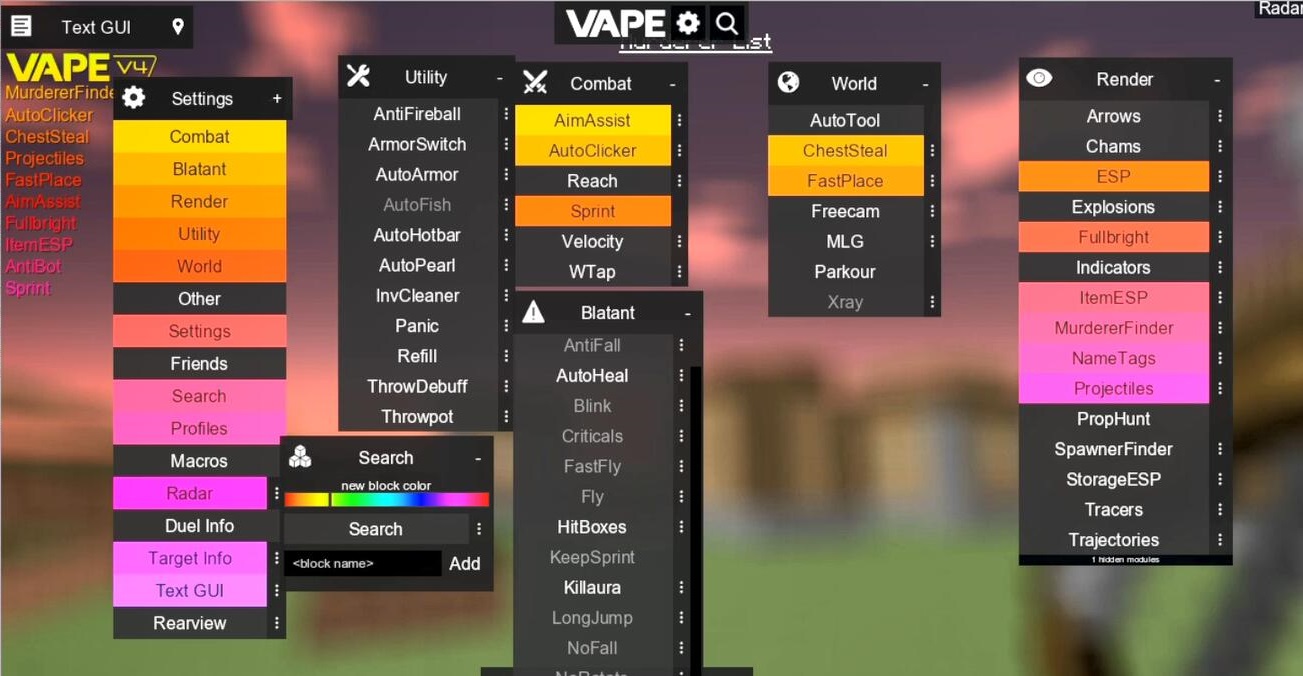 Text GUI
VAPE
Radar
Murderer List
VAPE V4
MurdererFinde
AutoClicker
ChestSteal
Projectiles
FastPlace
AimAssist
Fullbright
ItemESP
AntiBot
Sprint
Settings +
Combat
Blatant
Render
Utility
World
Other
Settings
Friends
Search
Profiles
Macros
Radar
Duel Info
Target Info
Text GUI
Rearview
Utility -
AntiFireball
ArmorSwitch
AutoArmor
AutoFish
AutoHotbar
AutoPearl
InvCleaner
Panic
Refill
ThrowDebuff
Throwpot
Search -
new block color
Search
<block name> Add
Combat -
AimAssist
AutoClicker
Reach
Sprint
Velocity
WTap
Blatant -
AntiFall
AutoHeal
Blink
Criticals
FastFly
Fly
HitBoxes
KeepSprint
Killaura
LongJump
NoFall
NoRotate
World -
AutoTool
ChestSteal
FastPlace
Freecam
MLG
Parkour
Xray
Render -
Arrows
Chams
ESP
Explosions
Fullbright
Indicators
ItemESP
MurdererFinder
NameTags
Projectiles
PropHunt
SpawnerFinder
StorageESP
Tracers
Trajectories
1 hidden modules